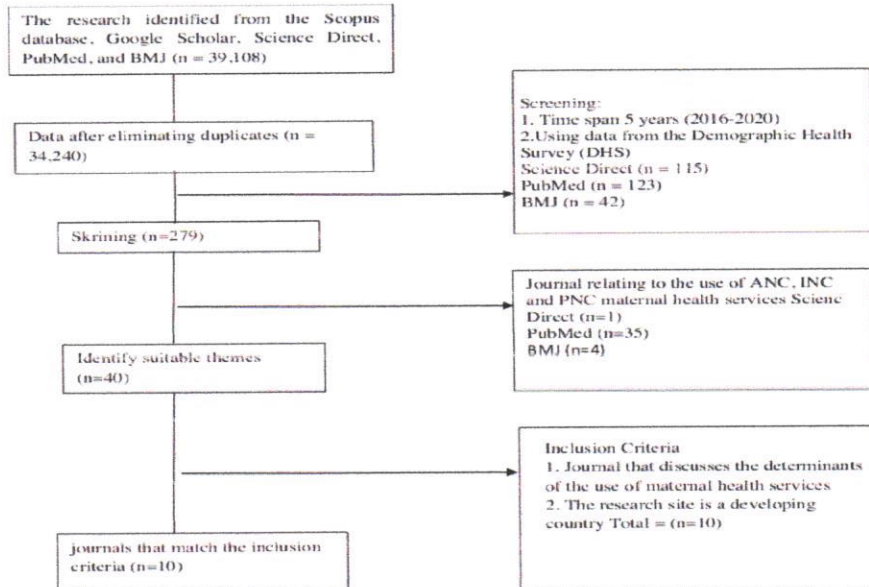 The research identified from the Scopus
database, Google Scholar, Science Direct,
PubMed, and BMJ (n = 39,108)
Data after eliminating duplicates (n =
34,240)
Screening:
1. Time span 5 years (2016-2020)
2.Using data from the Demographic Health
Survey (DHS)
Science Direct (n = 115)
PubMed (n = 123)
BMJ (n = 42)
Skrining (n=279)
Journal relating to the use of ANC, INC
and PNC maternal health services Scienc
Direct (n=1)
PubMed (n=35)
BMJ (n=4)
Identify suitable themes
(n=40)
Inclusion Criteria
1. Journal that discusses the determinants
of the use of maternal health services
2. The research site is a developing
country Total = (n=10)
journals that match the inclusion
criteria (n=10)